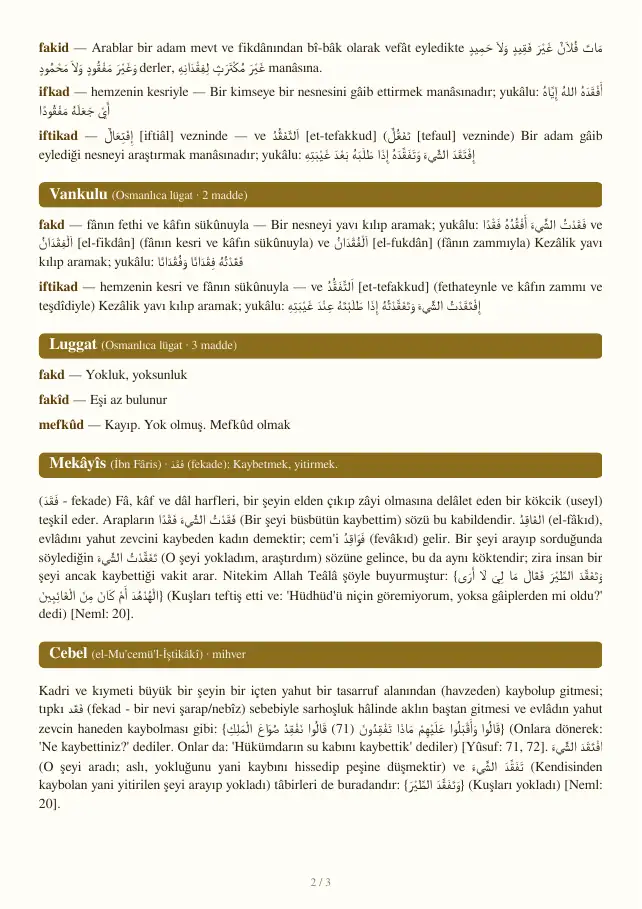 fakid — Arablar bir adam mevt ve fikdânından bî-bâk olarak vefât eyledikte مَاتَ فُلَانٌ غَيْرَ فَقِيدٍ وَلَا حَمِيدٍ
وَغَيْرَ مَفْقُودٍ وَلَا مَحْمُودٍ derler, غَيْرَ مُكْتَرَثٍ لِفِقْدَانِهِ manâsına.
ifkad — hemzenin kesriyle — Bir kimseye bir nesnesini gâib ettirmek manâsınadır; yukâlu: أَفْقَدَهُ اللهُ إِيَّاهُ
أَيْ جَعَلَهُ مَفْقُودًا
iftikad — إِفْتِعَالٌ [iftiâl] vezninde — ve اَلتَّفَقُّدُ [et-tefakkud] (تَفَعُّلٌ [tefaul] vezninde) Bir adam gâib
eylediği nesneyi araştırmak manâsınadır; yukâlu: إِفْتَقَدَ الشَّيْءَ وَتَفَقَّدَهُ إِذَا طَلَبَهُ بَعْدَ غَيْبَتِهِ
Vankulu (Osmanlıca lügat · 2 madde)
fakd — fânın fethi ve kâfın sükûnuyla — Bir nesneyi yavı kılıp aramak; yukâlu: فَقَدْتُ الشَّيْءَ أَفْقُدُهُ فَقْدًا ve
اَلْفِقْدَانُ [el-fikdân] (fânın kesri ve kâfın sükûnuyla) ve اَلْفُقْدَانُ [el-fukdân] (fânın zammıyla) Kezâlik yavı
kılıp aramak; yukâlu: فَقَدْتُهُ فِقْدَانًا وَفُقْدَانًا
iftikad — hemzenin kesri ve fânın sükûnuyla — ve اَلتَّفَقُّدُ [et-tefakkud] (fethateynle ve kâfın zammı ve
teşdîdiyle) Kezâlik yavı kılıp aramak; yukâlu: إِفْتَقَدْتُ الشَّيْءَ وَتَفَقَّدْتُهُ إِذَا طَلَبْتَهُ عِنْدَ غَيْبَتِهِ
Luggat (Osmanlıca lügat · 3 madde)
fakd — Yokluk, yoksunluk
fakîd — Eşi az bulunur
mefkûd — Kayıp. Yok olmuş. Mefkûd olmak
Mekâyîs (İbn Fâris) · فَقَدَ (fekade): Kaybetmek, yitirmek.
(فَقَدَ - fekade) Fâ, kâf ve dâl harfleri, bir şeyin elden çıkıp zâyi olmasına delâlet eden bir kökcik (useyl)
teşkil eder. Arapların فَقَدْتُ الشَّيْءَ فَقْدًا (Bir şeyi büsbütün kaybettim) sözü bu kabildendir. الفَاقِدُ (el-fâkıd),
evlâdını yahut zevcini kaybeden kadın demektir; cem'i فَوَاقِدُ (fevâkıd) gelir. Bir şeyi arayıp sorduğunda
söylediğin تَفَقَّدْتُ الشَّيْءَ (O şeyi yokladım, araştırdım) sözüne gelince, bu da aynı köktendir; zira insan bir
şeyi ancak kaybettiği vakit arar. Nitekim Allah Teâlâ şöyle buyurmuştur: {وَتَفَقَّدَ الطَّيْرَ فَقَالَ مَا لِيَ لَا أَرَى
الْهُدْهُدَ أَمْ كَانَ مِنَ الْغَائِبِينَ} (Kuşları teftiş etti ve: 'Hüdhüd'ü niçin göremiyorum, yoksa gâiplerden mi oldu?'
dedi) [Neml: 20].
Cebel (el-Mu'cemü'l-İştikâkî) · mihver
Kadri ve kıymeti büyük bir şeyin bir içten yahut bir tasarruf alanından (havzeden) kaybolup gitmesi;
tıpkı فقد (fekad - bir nevi şarap/nebîz) sebebiyle sarhoşluk hâlinde aklın baştan gitmesi ve evlâdın yahut
zevcin haneden kaybolması gibi: {قَالُوا وَأَقْبَلُوا عَلَيْهِمْ مَاذَا تَفْقِدُونَ (71) قَالُوا نَفْقِدُ صُوَاعَ الْمَلِكِ} (Onlara dönerek:
'Ne kaybettiniz?' dediler. Onlar da: 'Hükümdarın su kabını kaybettik' dediler) [Yûsuf: 71, 72]. افْتَقَدَ الشَّيْءَ
(O şeyi aradı; aslı, yokluğunu yani kaybını hissedip peşine düşmektir) ve تَفَقَّدَ الشَّيْءَ (Kendisinden
kaybolan yani yitirilen şeyi arayıp yokladı) tâbirleri de buradandır: {وَتَفَقَّدَ الطَّيْرَ} (Kuşları yokladı) [Neml:
20].
2 / 3